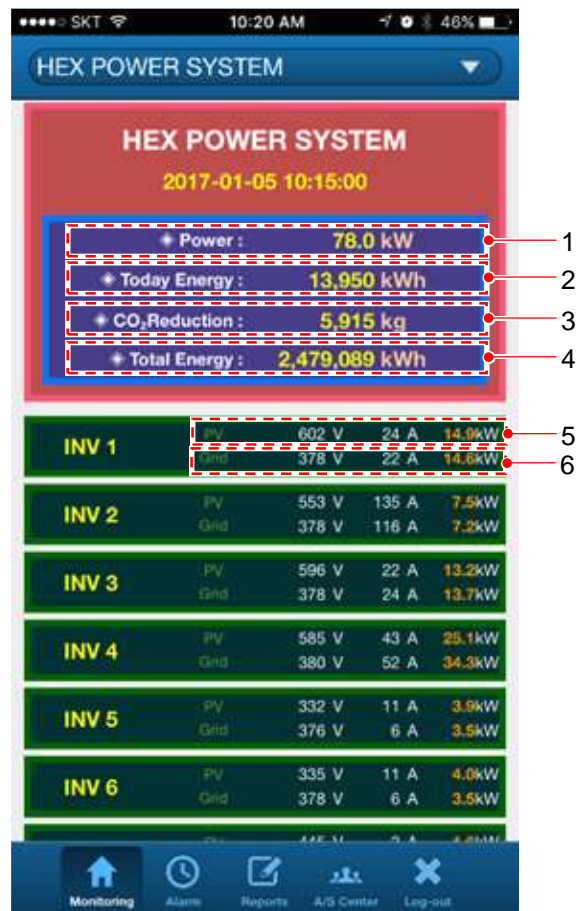 SKT 10:20 AM 46%
HEX POWER SYSTEM
HEX POWER SYSTEM
2017-01-05 10:15:00
Power : 78.0 kW 1
Today Energy : 13,950 kWh 2
CO₂Reduction : 5,915 kg 3
Total Energy : 2,479,089 kWh 4
INV 1
PV 602 V 24 A 14.9kW 5
Grid 378 V 22 A 14.6kW 6
INV 2
PV 553 V 135 A 7.5kW
Grid 378 V 116 A 7.2kW
INV 3
PV 596 V 22 A 13.2kW
Grid 378 V 24 A 13.7kW
INV 4
PV 585 V 43 A 25.1kW
Grid 380 V 52 A 34.3kW
INV 5
PV 332 V 11 A 3.9kW
Grid 376 V 6 A 3.5kW
INV 6
PV 335 V 11 A 4.0kW
Grid 378 V 6 A 3.5kW
Monitoring Alarm Reports A/S Center Log-out